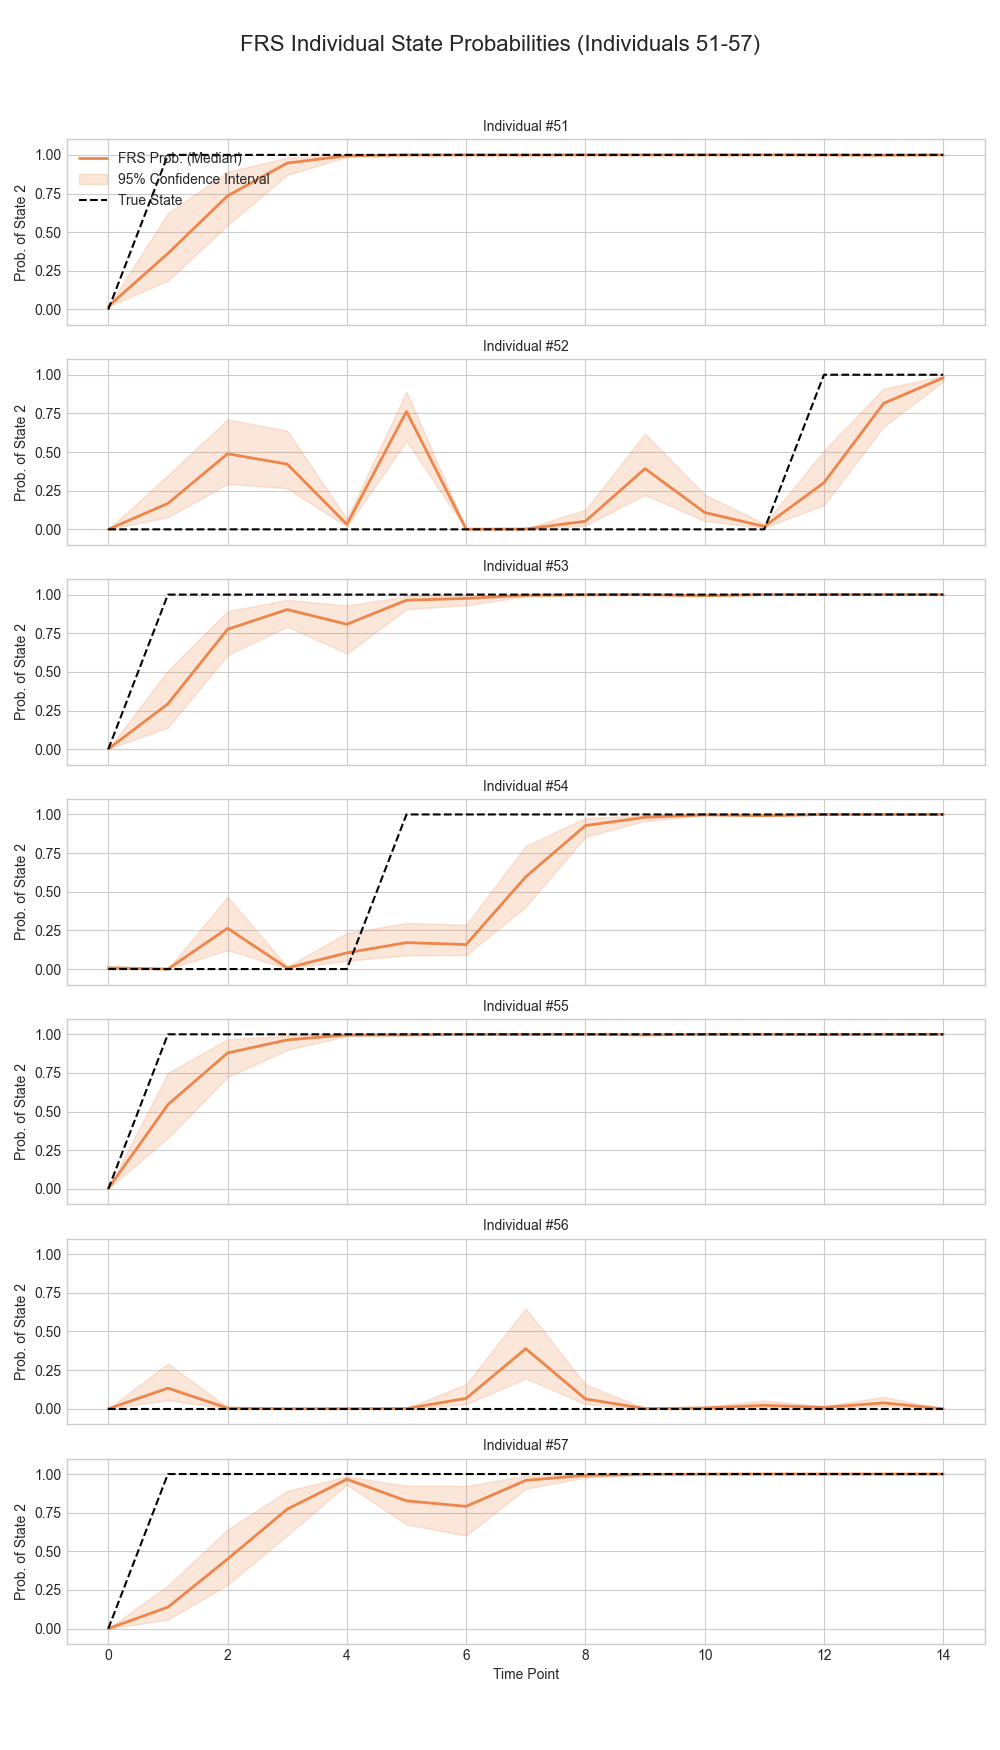 FRS Individual State Probabilities (Individuals 51-57)
Individual #51
1.00
0.75
0.50
0.25
0.00
Prob. of State 2
FRS Prob. (Median)
95% Confidence Interval
True State
Individual #52
1.00
0.75
0.50
0.25
0.00
Prob. of State 2
Individual #53
1.00
0.75
0.50
0.25
0.00
Prob. of State 2
Individual #54
1.00
0.75
0.50
0.25
0.00
Prob. of State 2
Individual #55
1.00
0.75
0.50
0.25
0.00
Prob. of State 2
Individual #56
1.00
0.75
0.50
0.25
0.00
Prob. of State 2
Individual #57
1.00
0.75
0.50
0.25
0.00
Prob. of State 2
0 2 4 6 8 10 12 14
Time Point